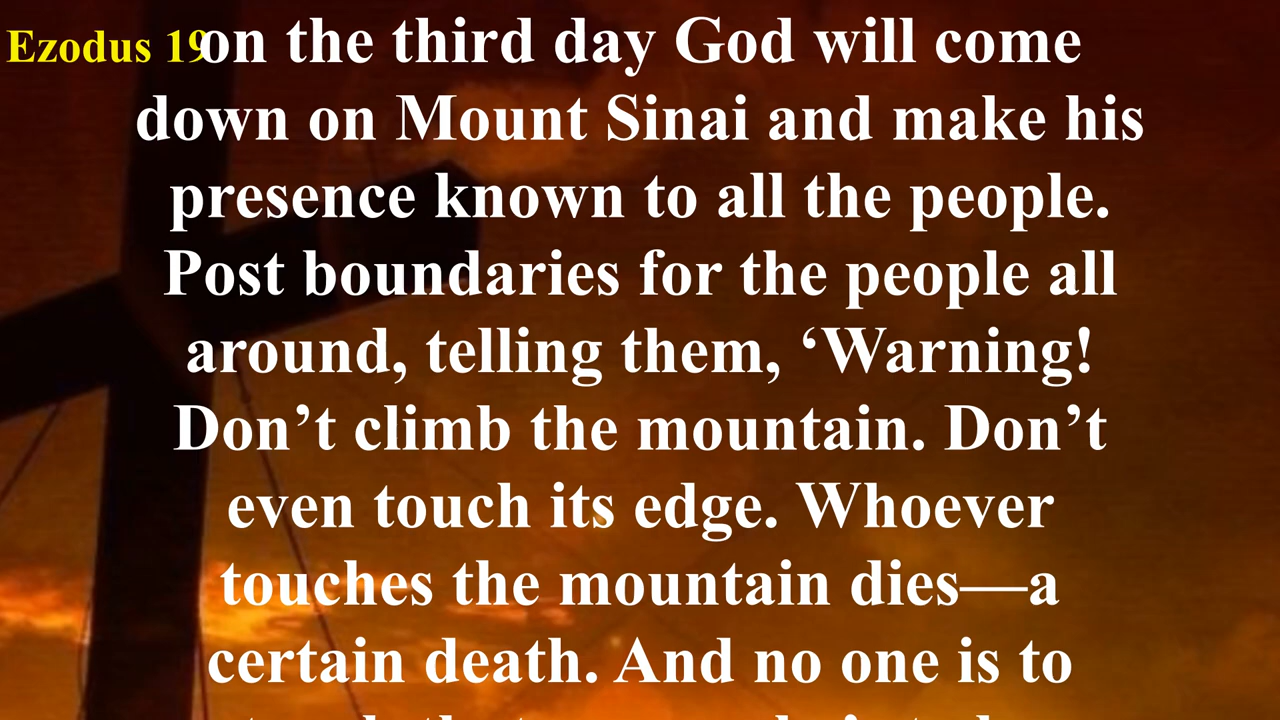 Ezodus 19
on the third day God will come
down on Mount Sinai and make his
presence known to all the people.
Post boundaries for the people all
around, telling them, ‘Warning!
Don’t climb the mountain. Don’t
even touch its edge. Whoever
touches the mountain dies—a
certain death. And no one is to